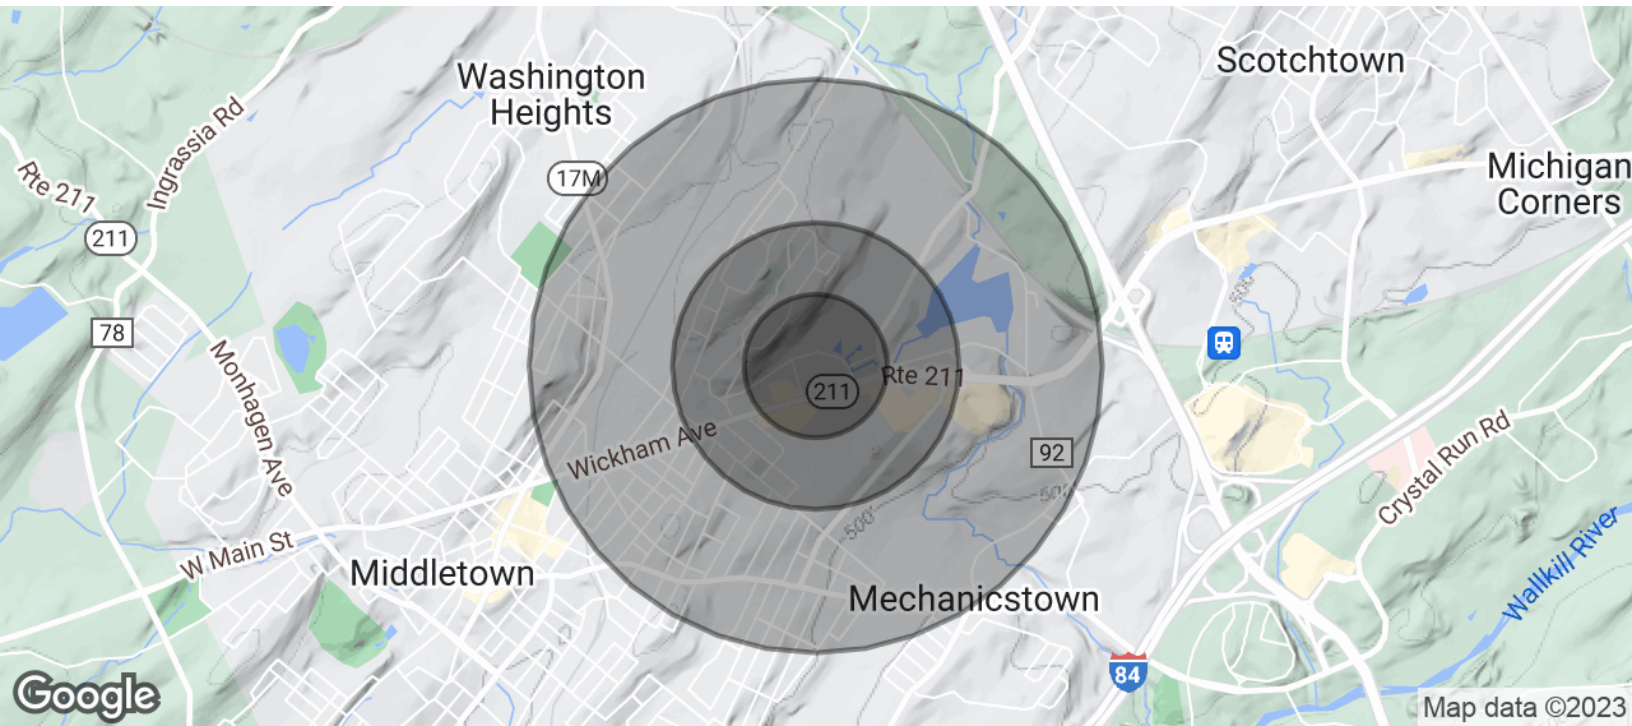 Scotchtown
Washington
Heights
Ingrassia Rd
Michigan
Corners
Rte 211
17M
211
500'
78
Monhagen Ave
Rte 211
211
Wickham Ave
92
Crystal Run Rd
500'
500'
W Main St
Wallkill River
Middletown
Mechanicstown
84
Google
Map data ©2023